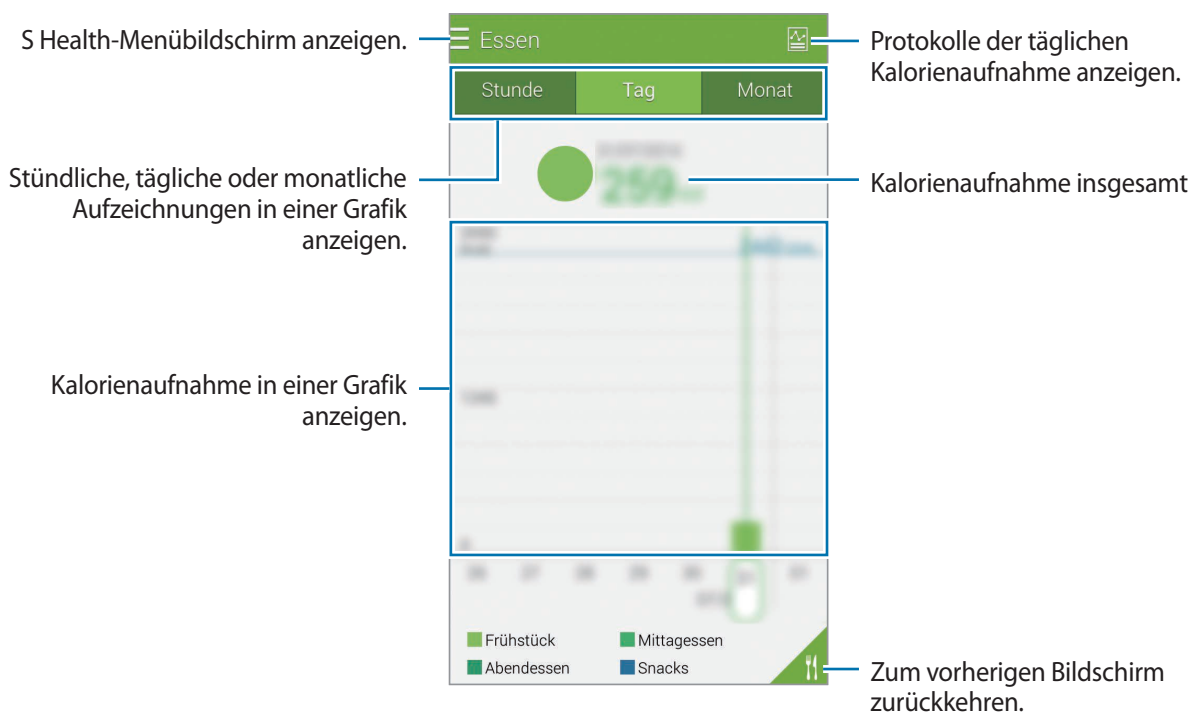 S Health-Menübildschirm anzeigen.
Essen
Protokolle der täglichen
Kalorienaufnahme anzeigen.
Stunde
Tag
Monat
Stündliche, tägliche oder monatliche
Aufzeichnungen in einer Grafik
anzeigen.
259
Kalorienaufnahme insgesamt
Kalorienaufnahme in einer Grafik
anzeigen.
Frühstück
Mittagessen
Abendessen
Snacks
Zum vorherigen Bildschirm
zurückkehren.